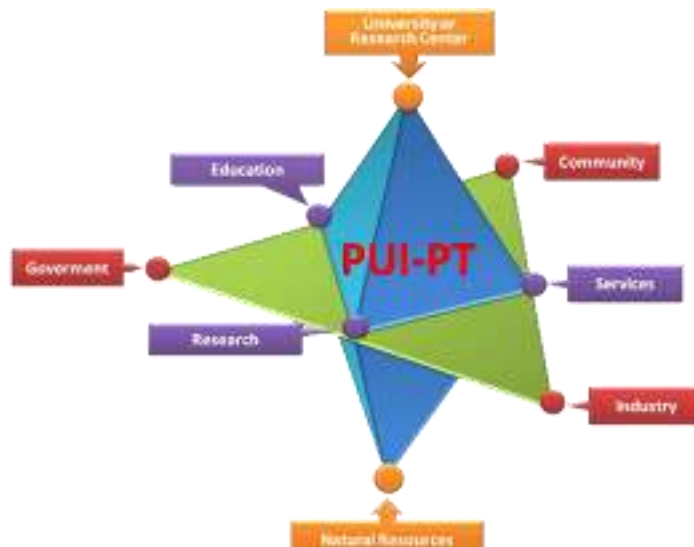 University or
Research Center
Education
Community
PUI-PT
Goverment
Services
Research
Industry
Natural Resources